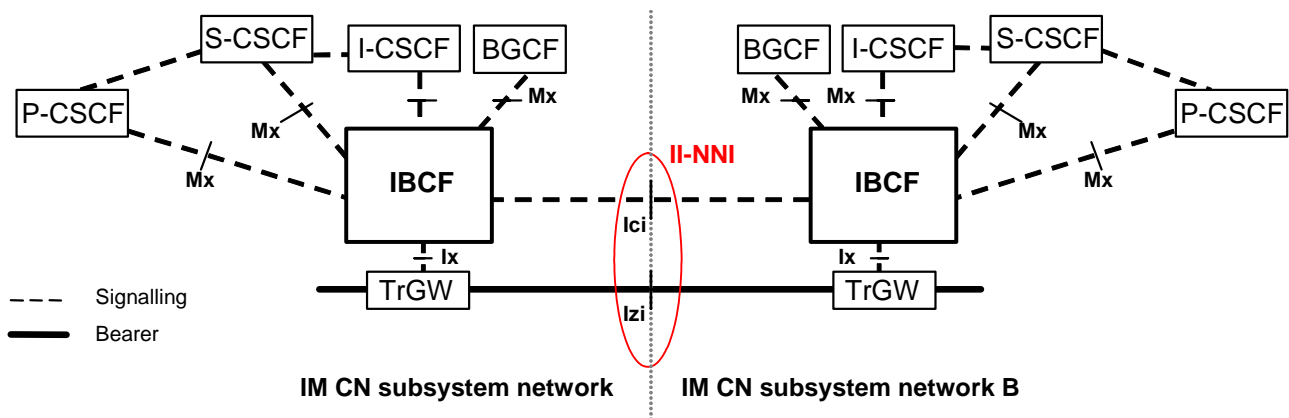 S-CSCF
I-CSCF
BGCF
BGCF
I-CSCF
S-CSCF
P-CSCF
Mx
Mx
Mx
Mx
Mx
P-CSCF
Mx
II-NNI
Mx
IBCF
IBCF
Ici
Ix
Ix
TrGW
TrGW
Signalling
Izi
Bearer
IM CN subsystem network
IM CN subsystem network B